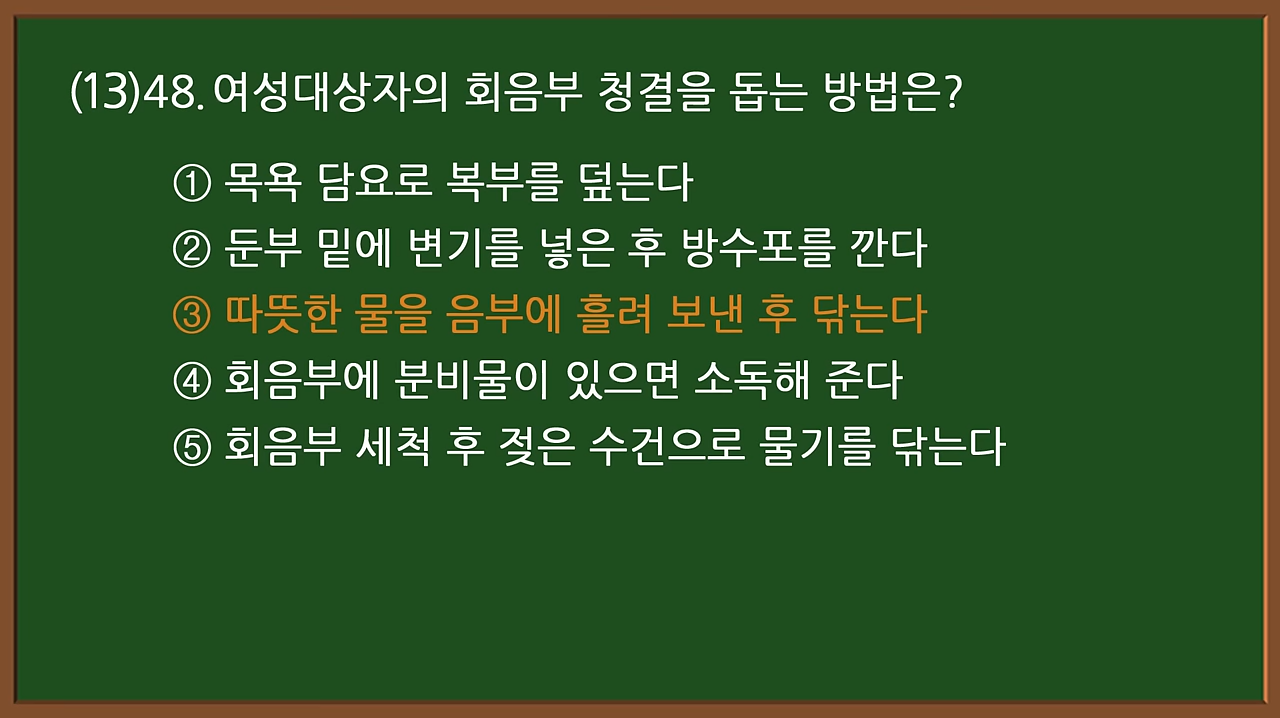 (13)48. 여성대상자의 회음부 청결을 돕는 방법은?
① 목욕 담요로 복부를 덮는다
② 둔부 밑에 변기를 넣은 후 방수포를 깐다
③ 따뜻한 물을 음부에 흘려 보낸 후 닦는다
④ 회음부에 분비물이 있으면 소독해 준다
⑤ 회음부 세척 후 젖은 수건으로 물기를 닦는다